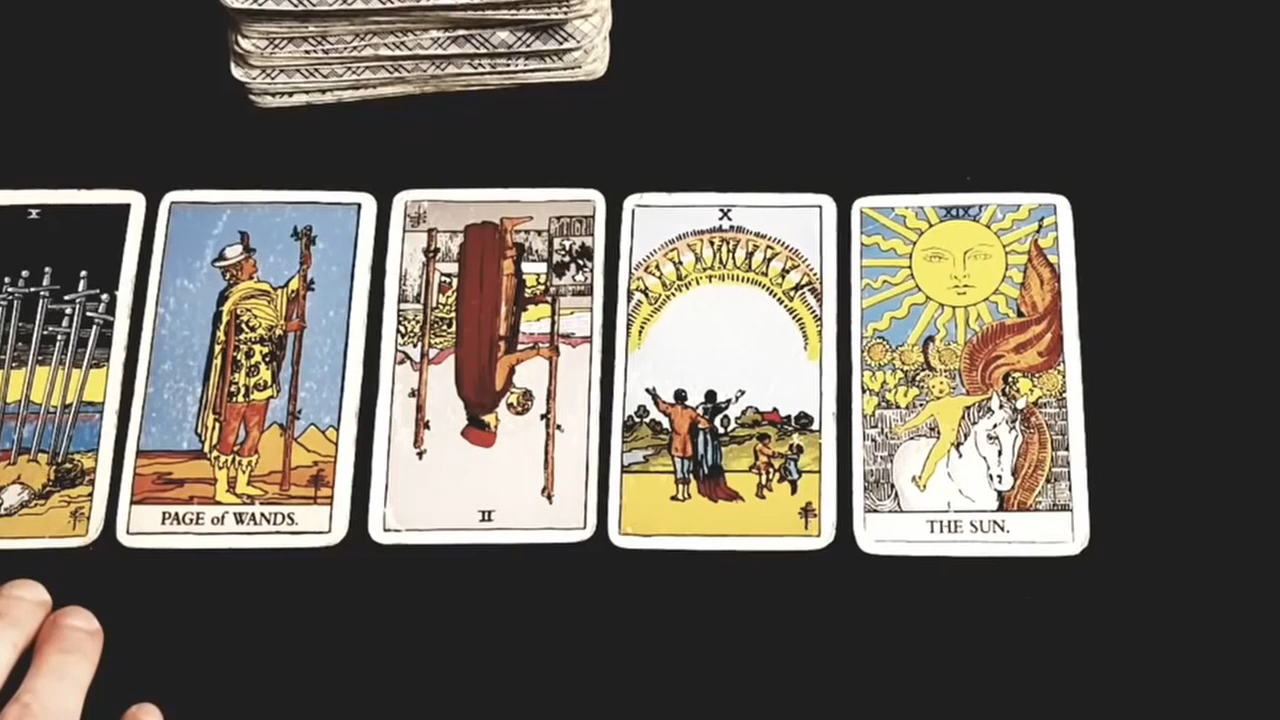 X
PAGE of WANDS.
II
X
XIX
THE SUN.